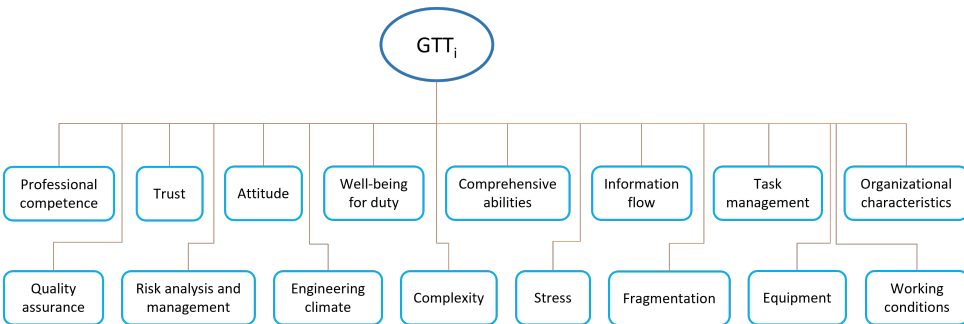 GTTi
Professional
competence
Trust
Attitude
Well-being
for duty
Comprehensive
abilities
Information
flow
Task
management
Organizational
characteristics
Quality
assurance
Risk analysis and
management
Engineering
climate
Complexity
Stress
Fragmentation
Equipment
Working
conditions